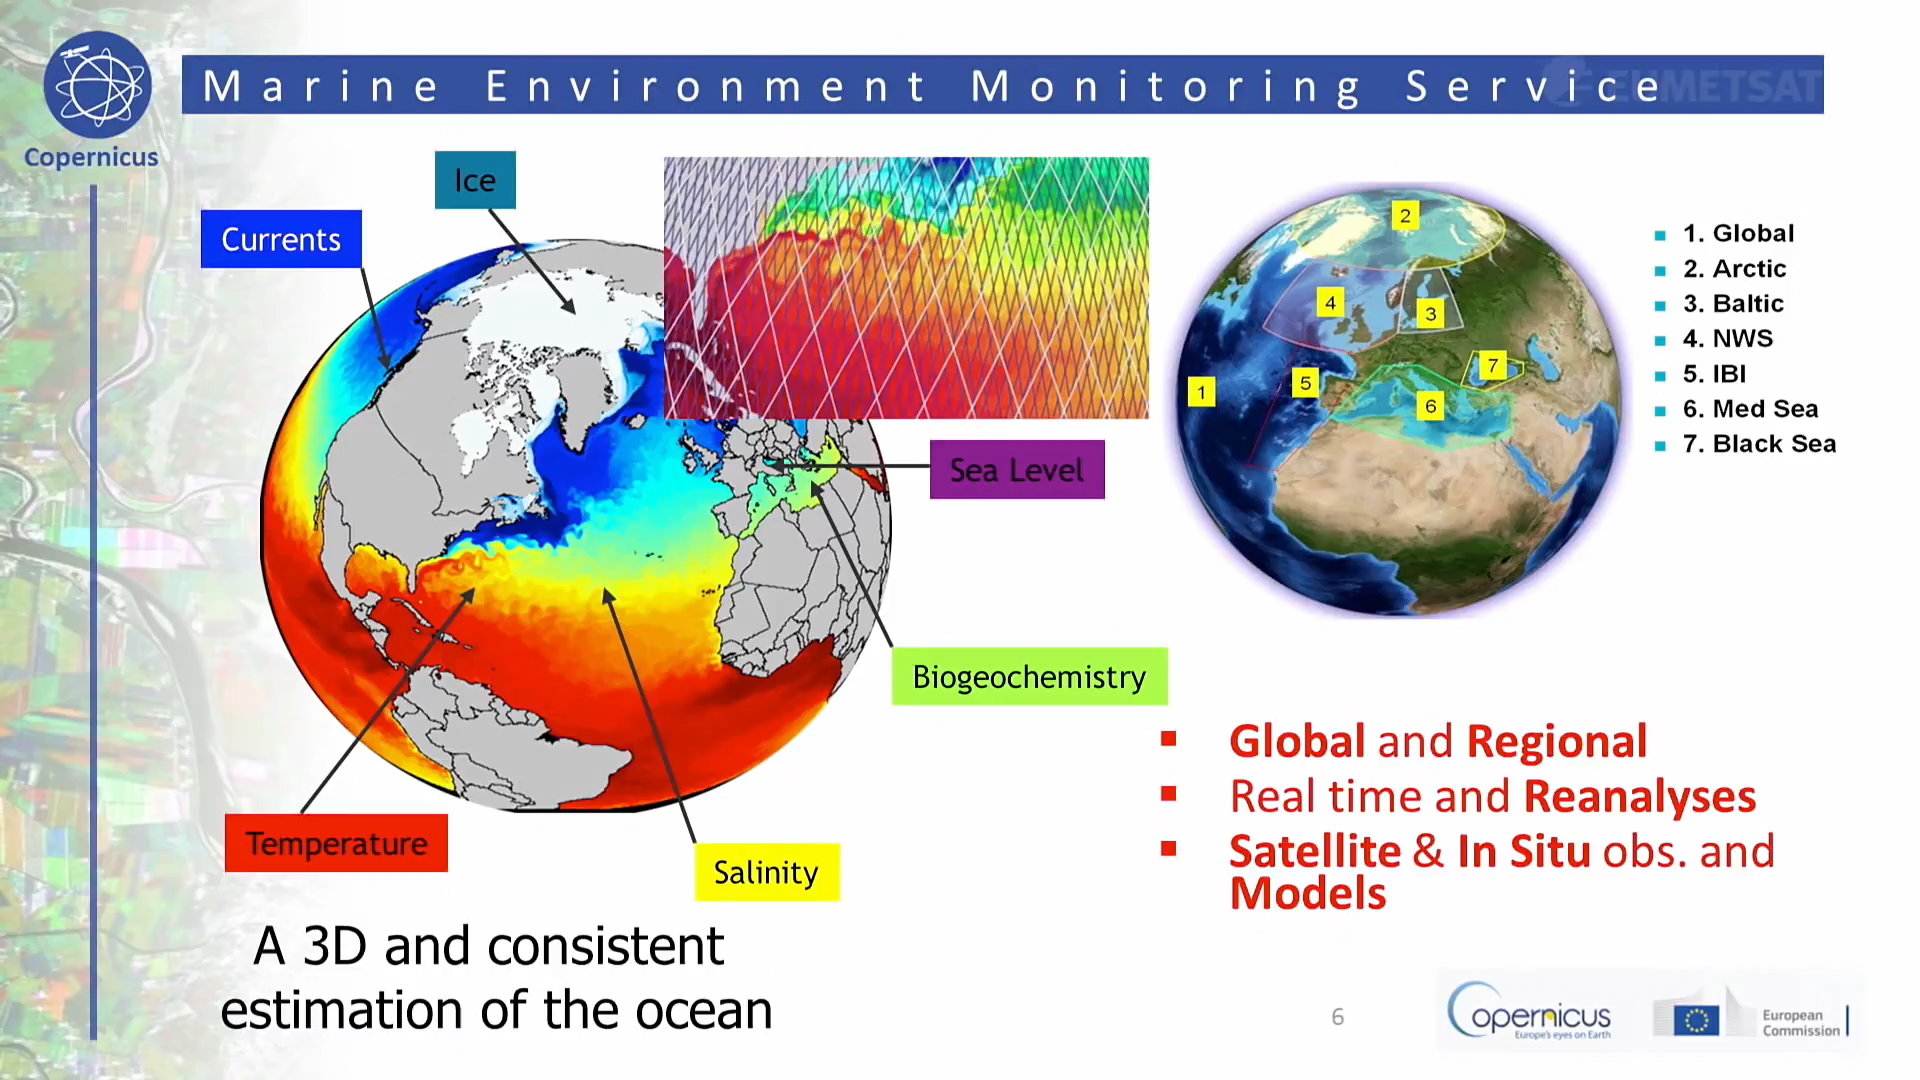 Marine Environment Monitoring Service
EUMETSAT
Copernicus
Ice
Currents
Sea Level
Biogeochemistry
Temperature
Salinity
A 3D and consistent
estimation of the ocean
2
4
3
7
1
5
6
1. Global
2. Arctic
3. Baltic
4. NWS
5. IBI
6. Med Sea
7. Black Sea
Global and Regional
Real time and Reanalyses
Satellite & In Situ obs. and
Models
6
opernicus
Europe's eyes on Earth
European
Commission